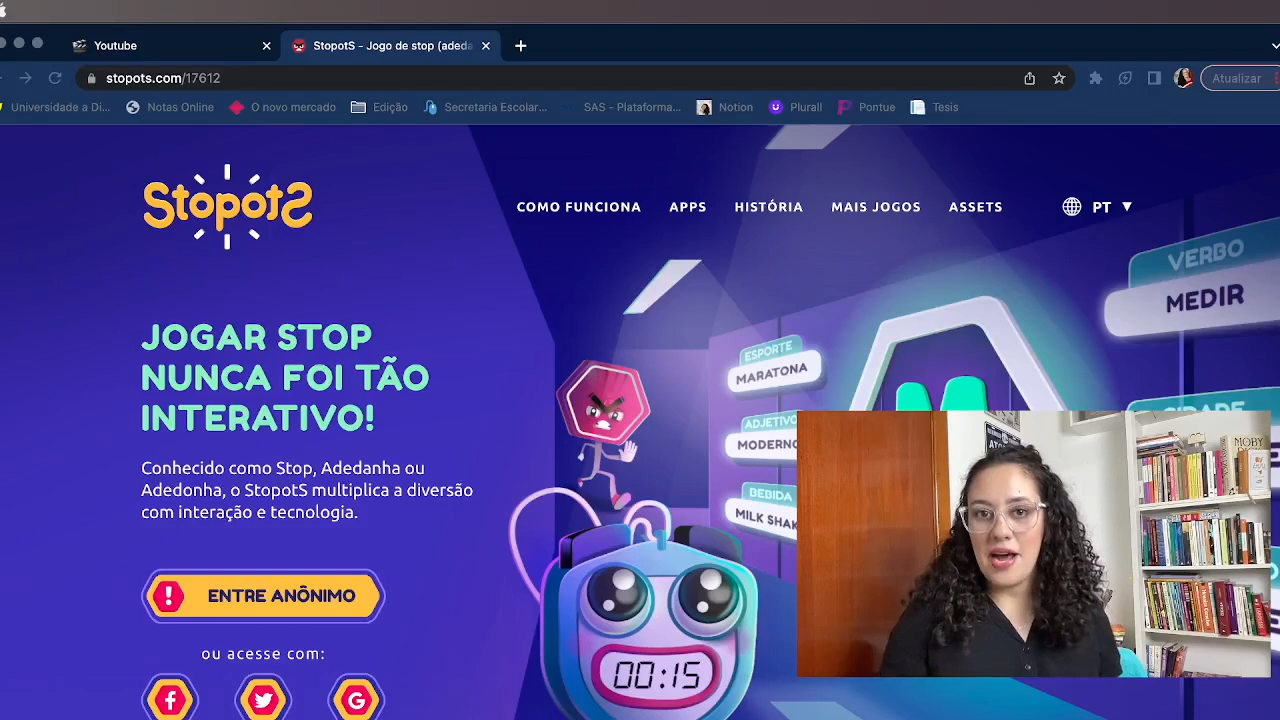 Youtube
StopotS - Jogo de stop (adeda
stopots.com/17612
Atualizar
Universidade a Di...
Notas Online
O novo mercado
Edição
Secretaria Escolar...
SAS - Plataforma...
Notion
Plurall
Pontue
Tesis
StopotS
COMO FUNCIONA
APPS
HISTÓRIA
MAIS JOGOS
ASSETS
PT
VERBO
MEDIR
JOGAR STOP
NUNCA FOI TÃO
INTERATIVO!
ESPORTE
MARATONA
ADJETIVO
MODERNO
CIDADE
Conhecido como Stop, Adedanha ou
Adedonha, o StopotS multiplica a diversão
com interação e tecnologia.
BEBIDA
MILK SHAK
MOBY
ENTRE ANÔNIMO
ou acesse com:
00:15